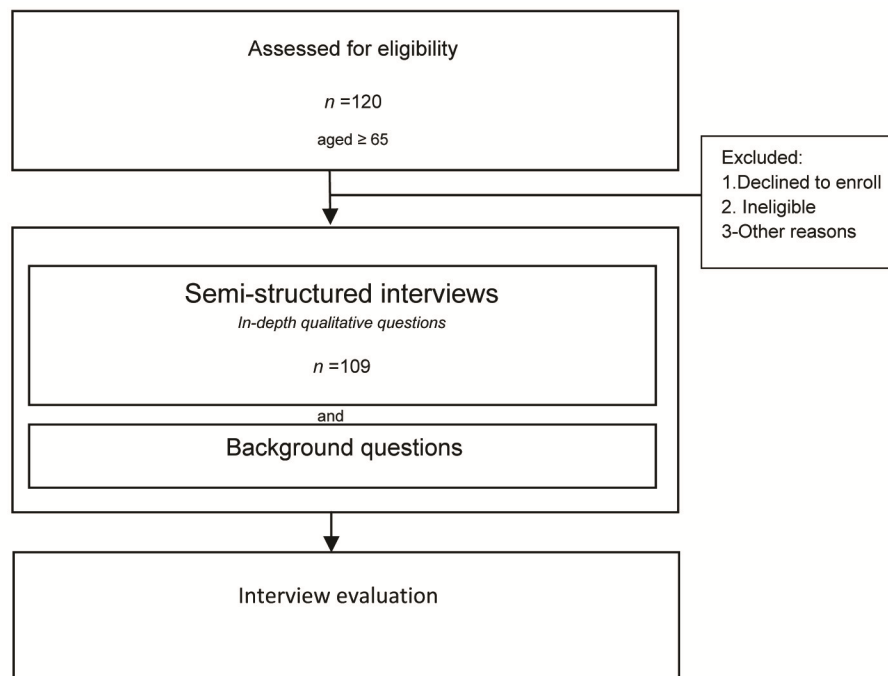 Assessed for eligibility
n =120
aged ≥ 65
Excluded:
1.Declined to enroll
2. Ineligible
3-Other reasons
Semi-structured interviews
In-depth qualitative questions
n =109
and
Background questions
Interview evaluation